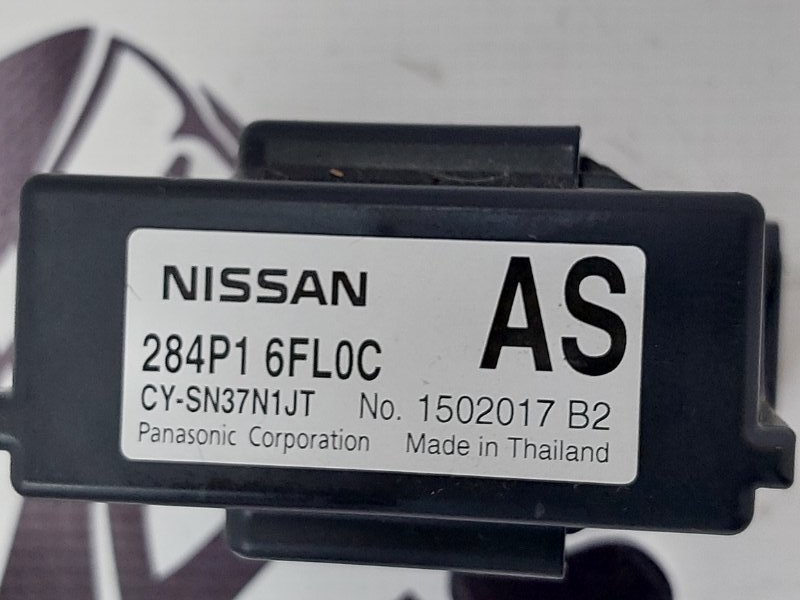 NISSAN AS
284P1 6FL0C
CY-SN37N1JT No. 1502017 B2
Panasonic Corporation Made in Thailand